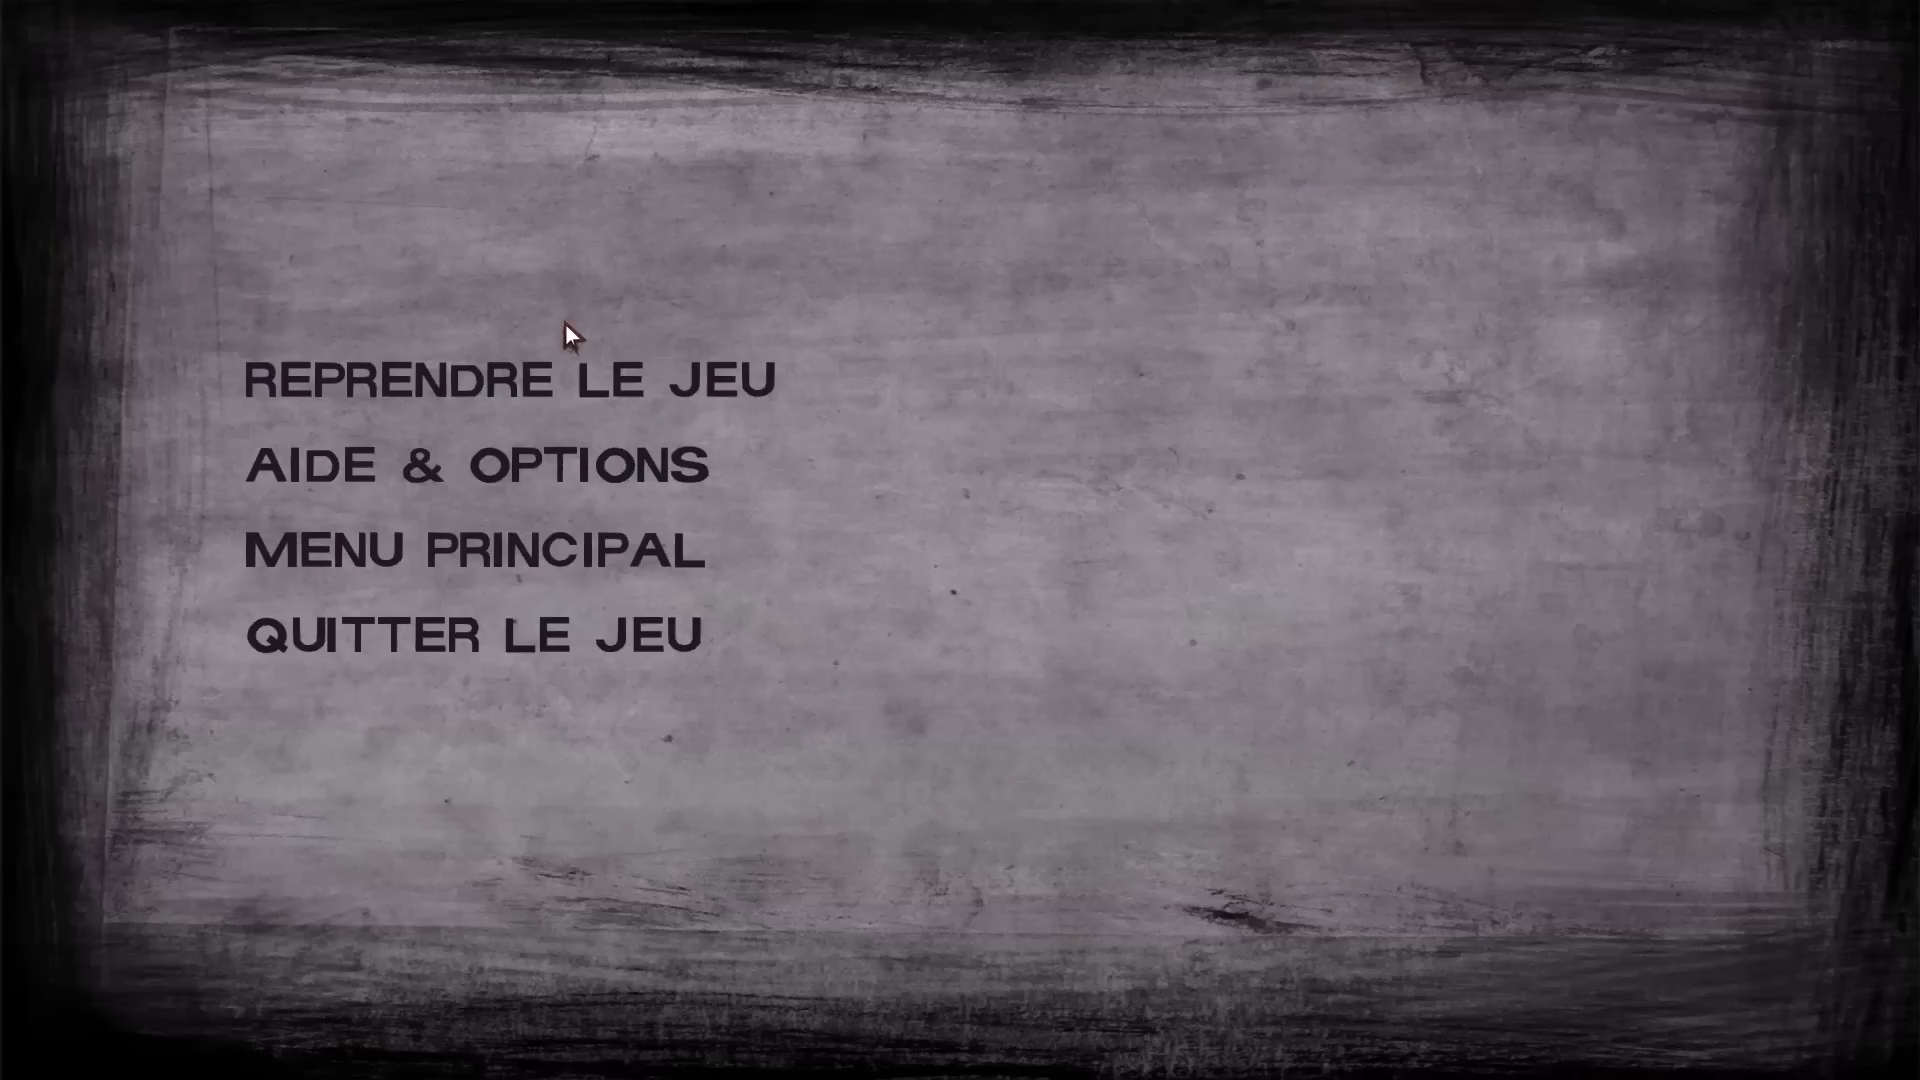 REPRENDRE LE JEU
AIDE & OPTIONS
MENU PRINCIPAL
QUITTER LE JEU